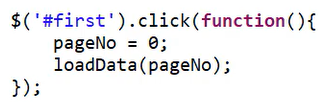 $('#first').click(function(){
    pageNo = 0;
    loadData(pageNo);
});